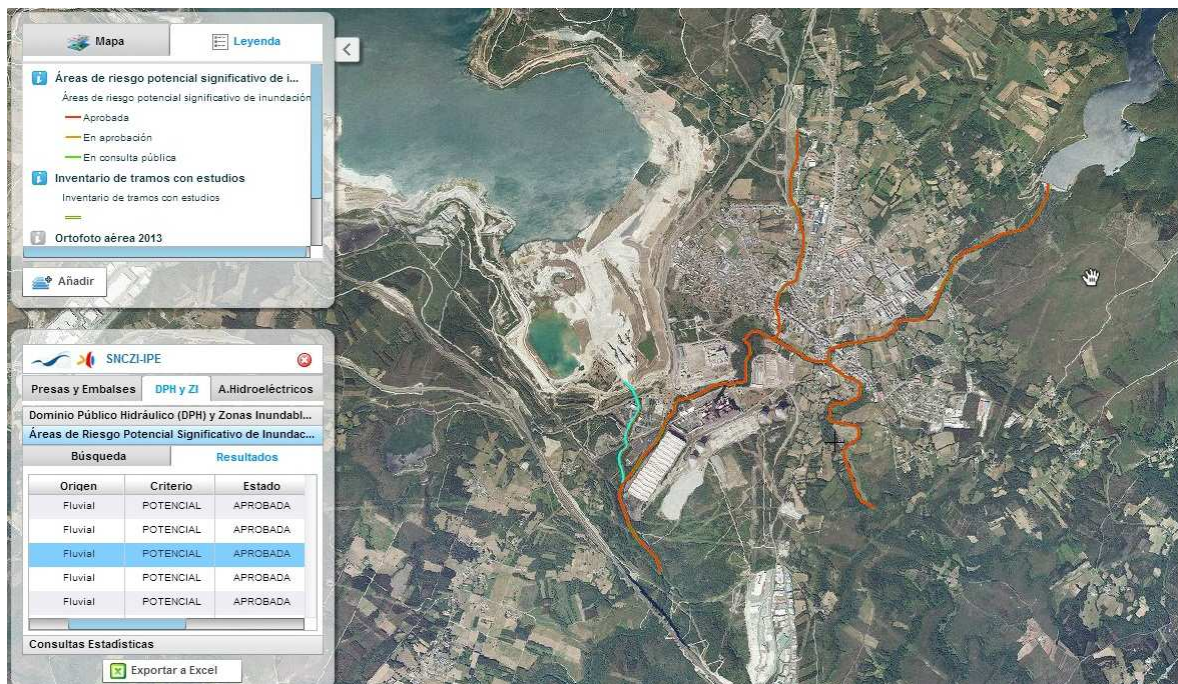 Mapa
Leyenda
Áreas de riesgo potencial significativo de i...
Áreas de riesgo potencial significativo de inundación
Aprobada
En aprobación
En consulta pública
Inventario de tramos con estudios
Inventario de tramos con estudios
Ortofoto aérea 2013
Añadir
SNCZI-IPE
Presas y Embalses DPH y ZI A.Hidroeléctricos
Dominio Público Hidráulico (DPH) y Zonas Inundabl...
Áreas de Riesgo Potencial Significativo de Inundac...
Búsqueda Resultados
Origen Criterio Estado
Fluvial POTENCIAL APROBADA
Fluvial POTENCIAL APROBADA
Fluvial POTENCIAL APROBADA
Fluvial POTENCIAL APROBADA
Fluvial POTENCIAL APROBADA
Consultas Estadísticas
Exportar a Excel